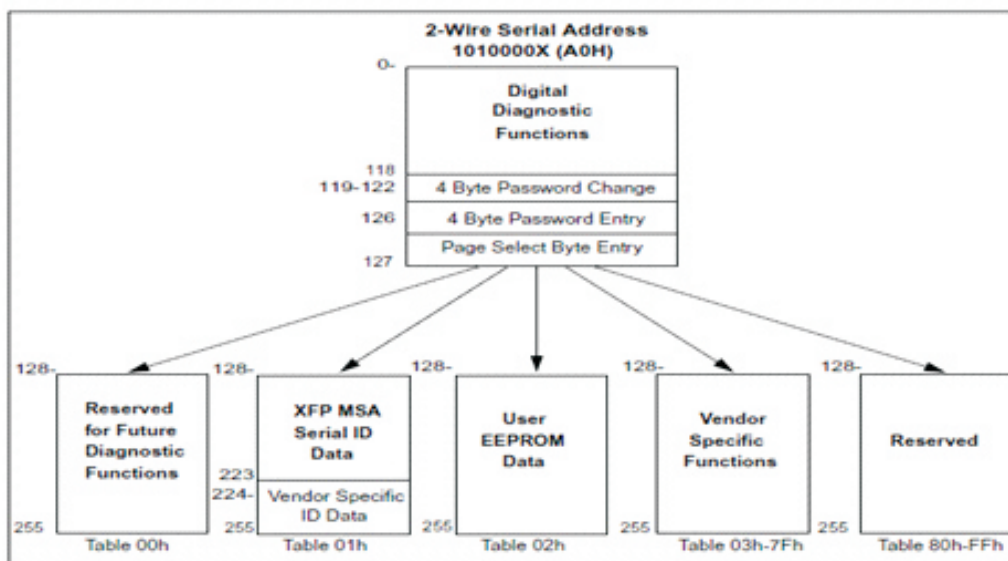 2-Wire Serial Address
1010000X (A0H)
0-
Digital
Diagnostic
Functions
118
119-122
4 Byte Password Change
126
4 Byte Password Entry
Page Select Byte Entry
127
128-
Reserved
for Future
Diagnostic
Functions
255
Table 00h
128-
XFP MSA
Serial ID
Data
223
224-
Vendor Specific
ID Data
255
Table 01h
128-
User
EEPROM
Data
255
Table 02h
128-
Vendor
Specific
Functions
255
Table 03h-7Fh
128-
Reserved
255
Table 80h-FFh